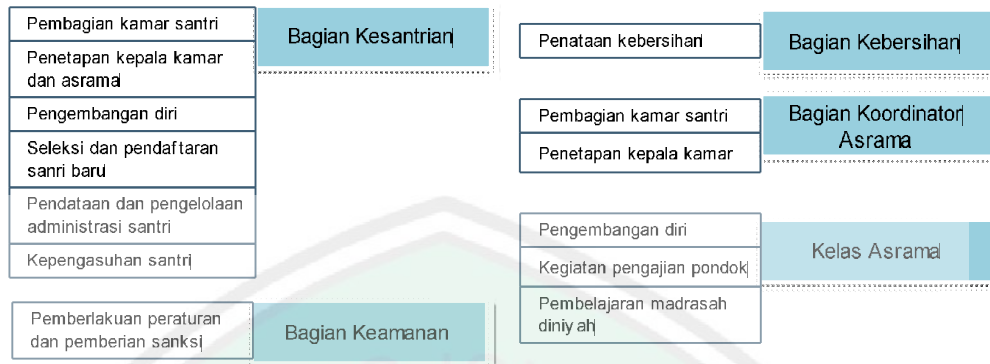 Pembagian kamar santri
Bagian Kesantrian
Penetapan kepala kamar
dan asrama
Pengembangan diri
Seleksi dan pendaftaran
sanri baru
Pendataan dan pengelolaan
administrasi santri
Kepengasuhan santri
Pemberlakuan peraturan
dan pemberian sanksi
Bagian Keamanan
Penataan kebersihan
Bagian Kebersihan
Pembagian kamar santri
Penetapan kepala kamar
Bagian Koordinator
Asrama
Pengembangan diri
Kegiatan pengajian pondok
Pembelajaran madrasah
diniyah
Kelas Asrama